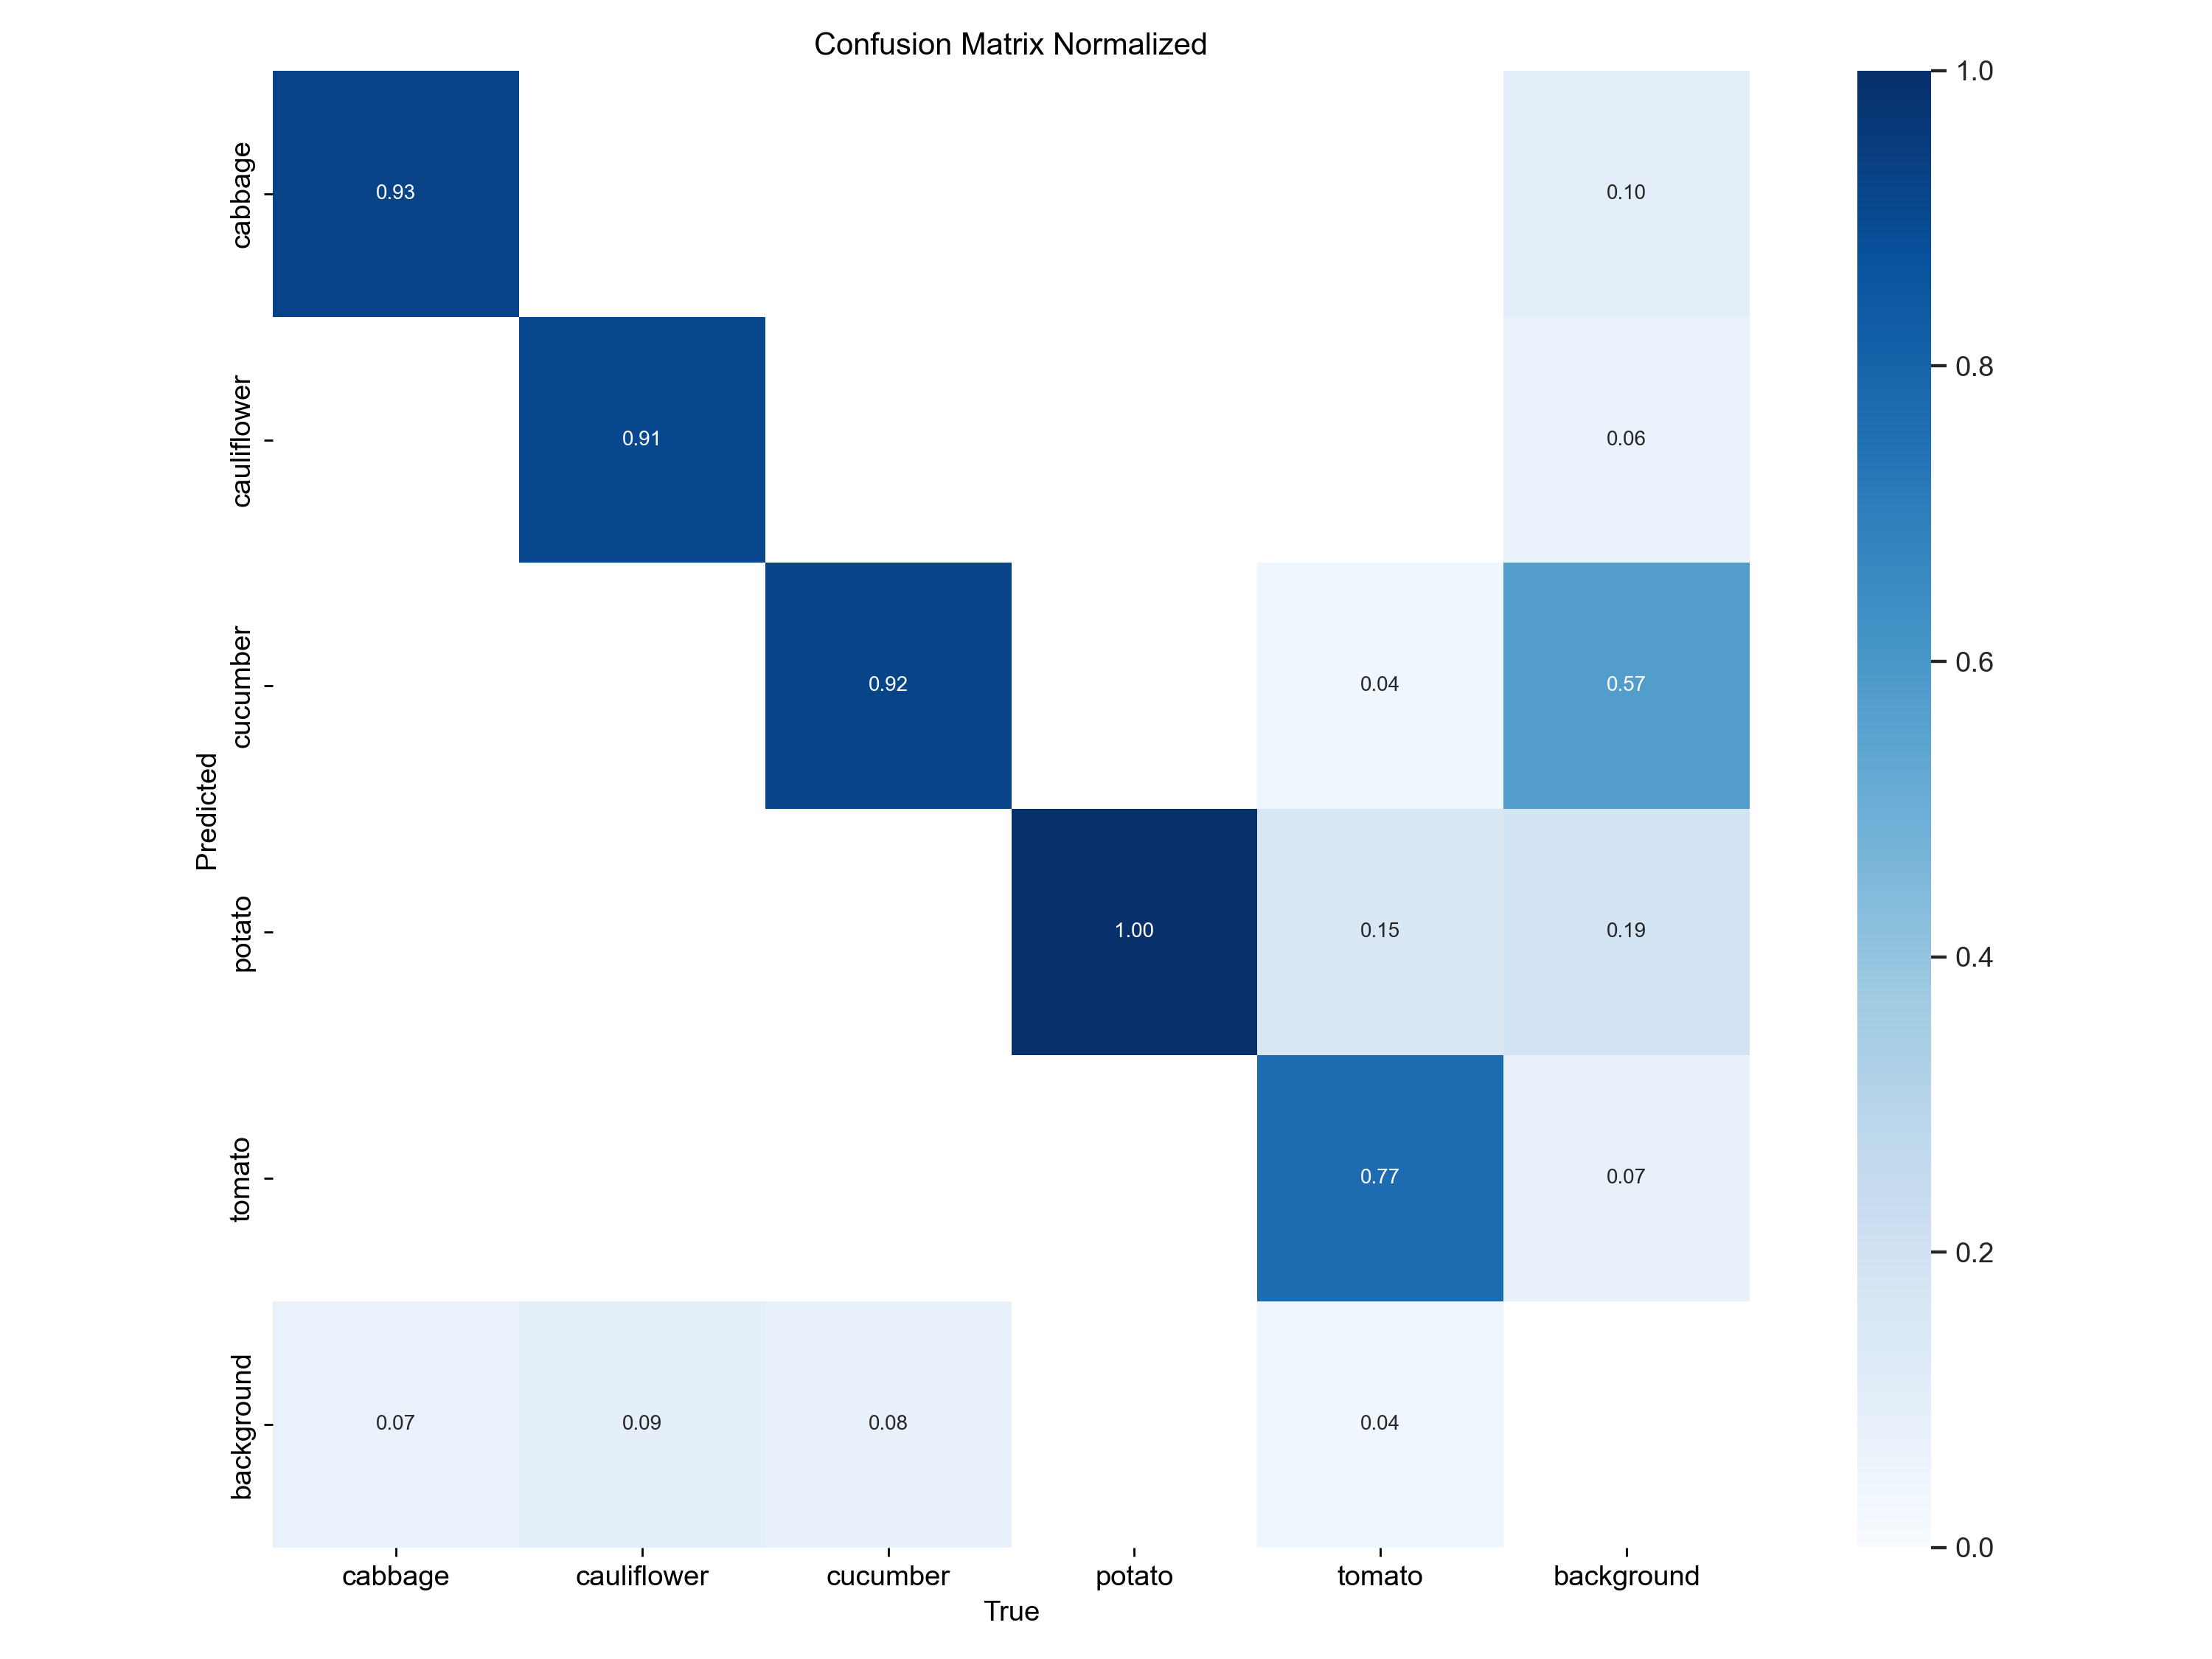 Confusion Matrix Normalized
cabbage
0.93
0.10
cauliflower
0.91
0.06
cucumber
0.92
0.04
0.57
potato
1.00
0.15
0.19
tomato
0.77
0.07
background
0.07
0.09
0.08
0.04
Predicted
cabbage
cauliflower
cucumber
potato
tomato
background
True
1.0
0.8
0.6
0.4
0.2
0.0